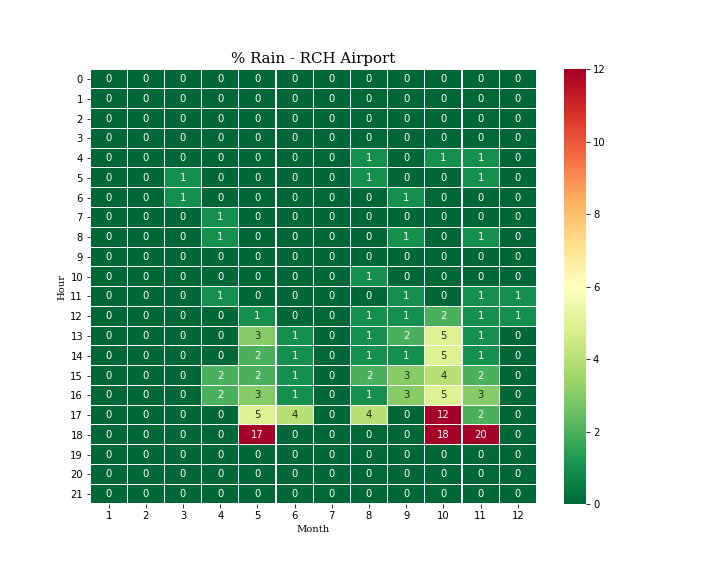 % Rain - RCH Airport
0 0 0 0 0 0 0 0 0 0 0 0 0 12
1 0 0 0 0 0 0 0 0 0 0 0 0
2 0 0 0 0 0 0 0 0 0 0 0 0
3 0 0 0 0 0 0 0 0 0 0 0 0 10
4 0 0 0 0 0 0 0 1 0 1 1 0
5 0 0 1 0 0 0 0 1 0 0 1 0
6 0 0 1 0 0 0 0 0 1 0 0 0
7 0 0 0 1 0 0 0 0 0 0 0 0 8
8 0 0 0 1 0 0 0 0 1 0 1 0
9 0 0 0 0 0 0 0 0 0 0 0 0
10 0 0 0 0 0 0 0 1 0 0 0 0
Hour
11 0 0 0 1 0 0 0 0 1 0 1 1 6
12 0 0 0 0 1 0 0 1 1 2 1 1
13 0 0 0 0 3 1 0 1 2 5 1 0
14 0 0 0 0 2 1 0 1 1 5 1 0 4
15 0 0 0 2 2 1 0 2 3 4 2 0
16 0 0 0 2 3 1 0 1 3 5 3 0
17 0 0 0 0 5 4 0 4 0 12 2 0
18 0 0 0 0 17 0 0 0 0 18 20 0 2
19 0 0 0 0 0 0 0 0 0 0 0 0
20 0 0 0 0 0 0 0 0 0 0 0 0
21 0 0 0 0 0 0 0 0 0 0 0 0 0
1 2 3 4 5 6 7 8 9 10 11 12
Month